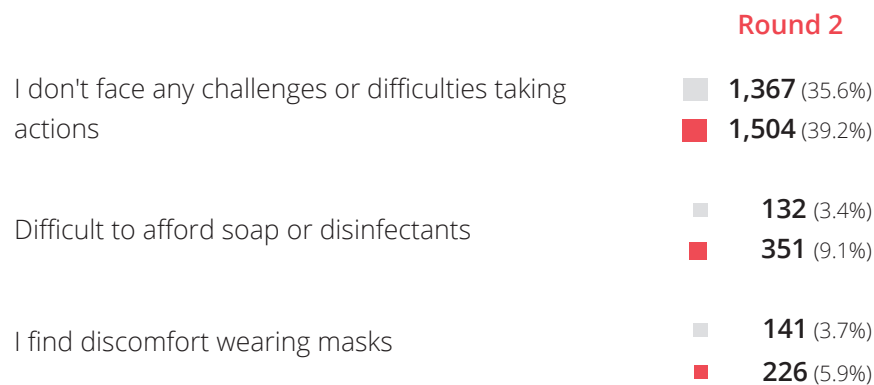 Round 2
I don't face any challenges or difficulties taking
actions
1,367 (35.6%)
1,504 (39.2%)
Difficult to afford soap or disinfectants
132 (3.4%)
351 (9.1%)
I find discomfort wearing masks
141 (3.7%)
226 (5.9%)